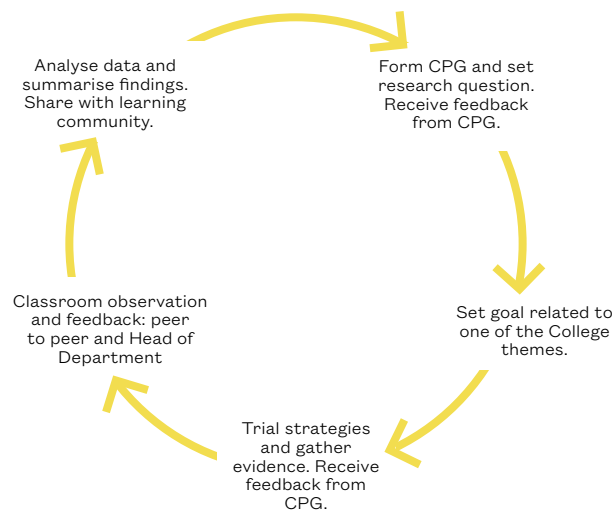 Analyse data and
summarise findings.
Share with learning
community.
Form CPG and set
research question.
Receive feedback
from CPG.
Set goal related to
one of the College
themes.
Trial strategies
and gather
evidence. Receive
feedback from
CPG.
Classroom observation
and feedback: peer
to peer and Head of
Department